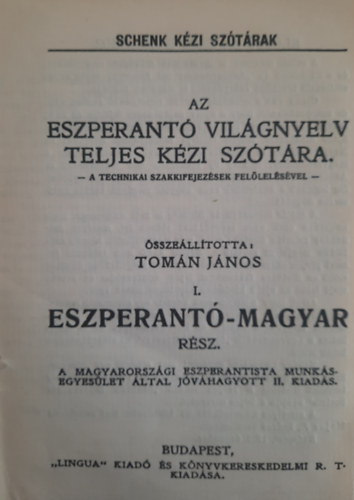 SCHENK KÉZI SZÓTÁRAK
AZ
ESZPERANTÓ VILÁGNYELV
TELJES KÉZI SZÓTÁRA.
— A TECHNIKAI SZAKKIFEJEZÉSEK FELÖLELÉSÉVEL —
ÖSSZEÁLLÍTOTTA:
TOMÁN JÁNOS
I.
ESZPERANTÓ-MAGYAR
RÉSZ.
A MAGYARORSZÁGI ESZPERANTISTA MUNKÁS-
EGYESÜLET ÁLTAL JÓVÁHAGYOTT II. KIADÁS.
BUDAPEST,
„LINGUA" KIADÓ ÉS KÖNYVKERESKEDELMI R. T.
KIADÁSA.